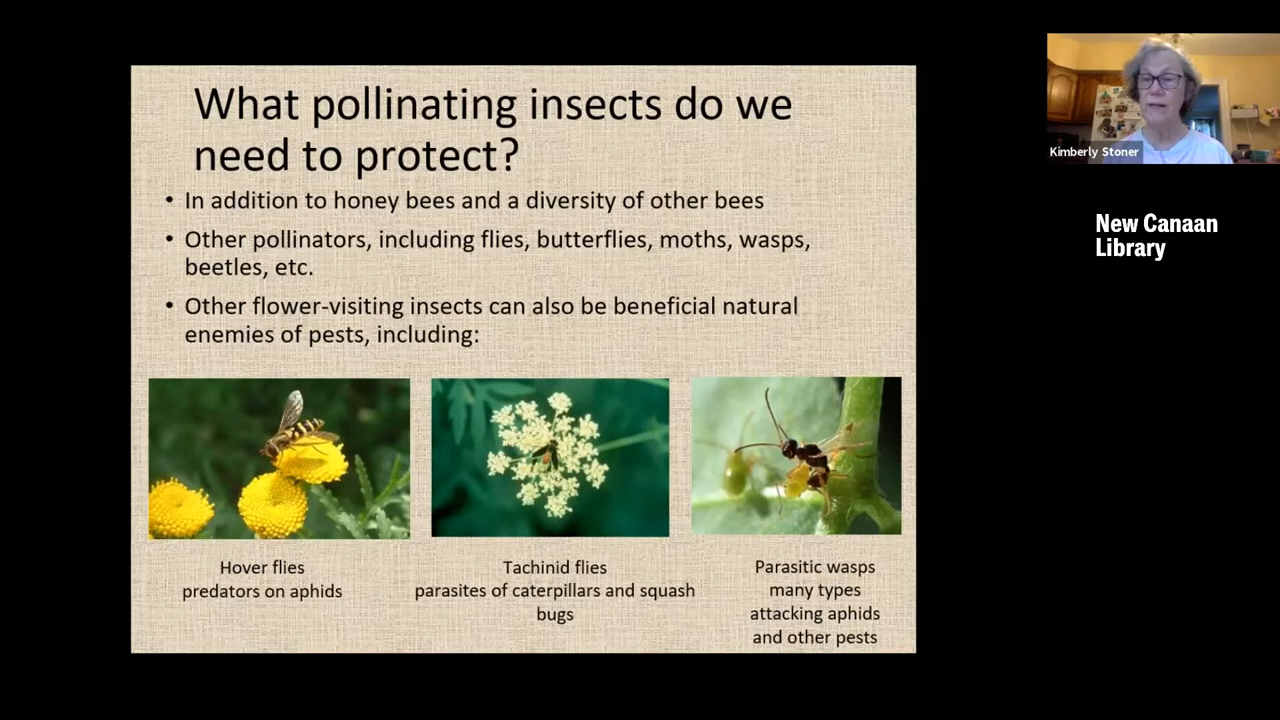 What pollinating insects do we
need to protect?
• In addition to honey bees and a diversity of other bees
• Other pollinators, including flies, butterflies, moths, wasps,
beetles, etc.
• Other flower-visiting insects can also be beneficial natural
enemies of pests, including:
Hover flies
predators on aphids
Tachinid flies
parasites of caterpillars and squash
bugs
Parasitic wasps
many types
attacking aphids
and other pests
Kimberly Stoner
New Canaan
Library